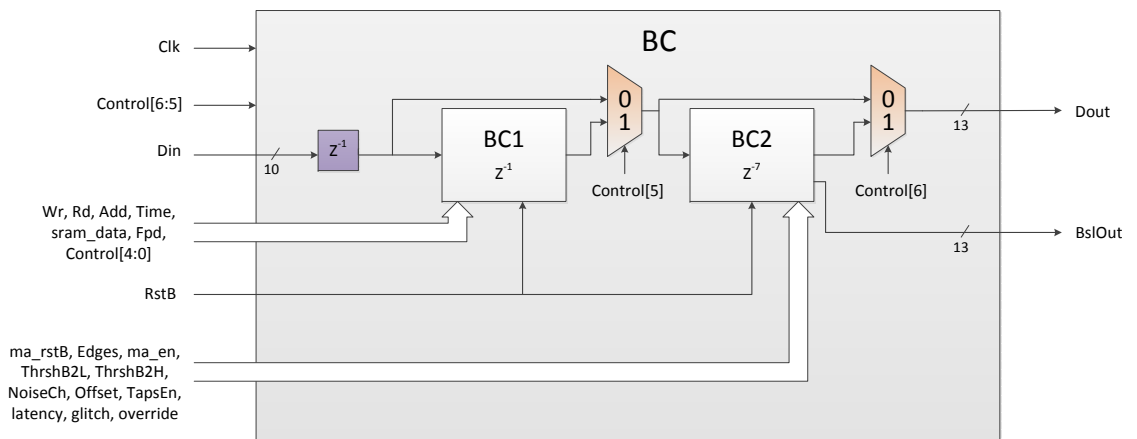 BC
Clk
Control[6:5]
Din
10
Z-1
BC1
Z-1
0
1
Control[5]
BC2
Z-7
0
1
Control[6]
13
Dout
13
BslOut
Wr, Rd, Add, Time,
sram_data, Fpd,
Control[4:0]
RstB
ma_rstB, Edges, ma_en,
ThrshB2L, ThrshB2H,
NoiseCh, Offset, TapsEn,
latency, glitch, override